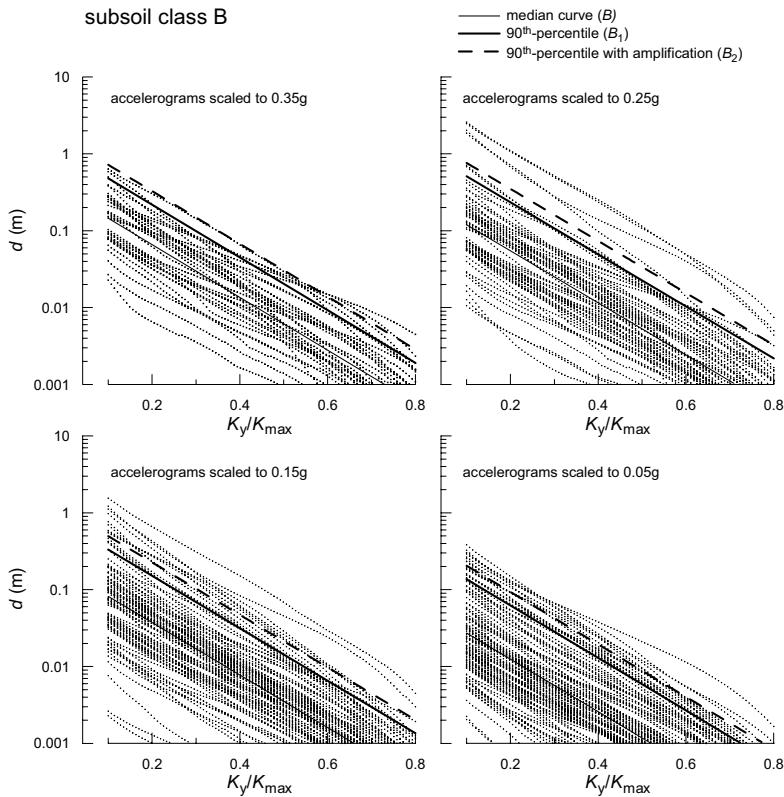 subsoil class B
median curve (B)
90th-percentile (B1)
90th-percentile with amplification (B2)
10
1
0.1
0.01
0.001
d (m)
accelerograms scaled to 0.35g
0.2 0.4 0.6 0.8
Ky/Kmax
accelerograms scaled to 0.25g
0.2 0.4 0.6 0.8
Ky/Kmax
10
1
0.1
0.01
0.001
d (m)
accelerograms scaled to 0.15g
0.2 0.4 0.6 0.8
Ky/Kmax
accelerograms scaled to 0.05g
0.2 0.4 0.6 0.8
Ky/Kmax